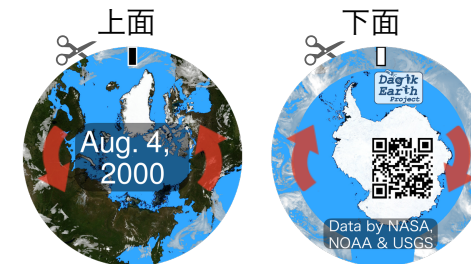 上面
下面
Aug. 4,
2000
Dagik
Earth
Project
Data by NASA,
NOAA & USGS